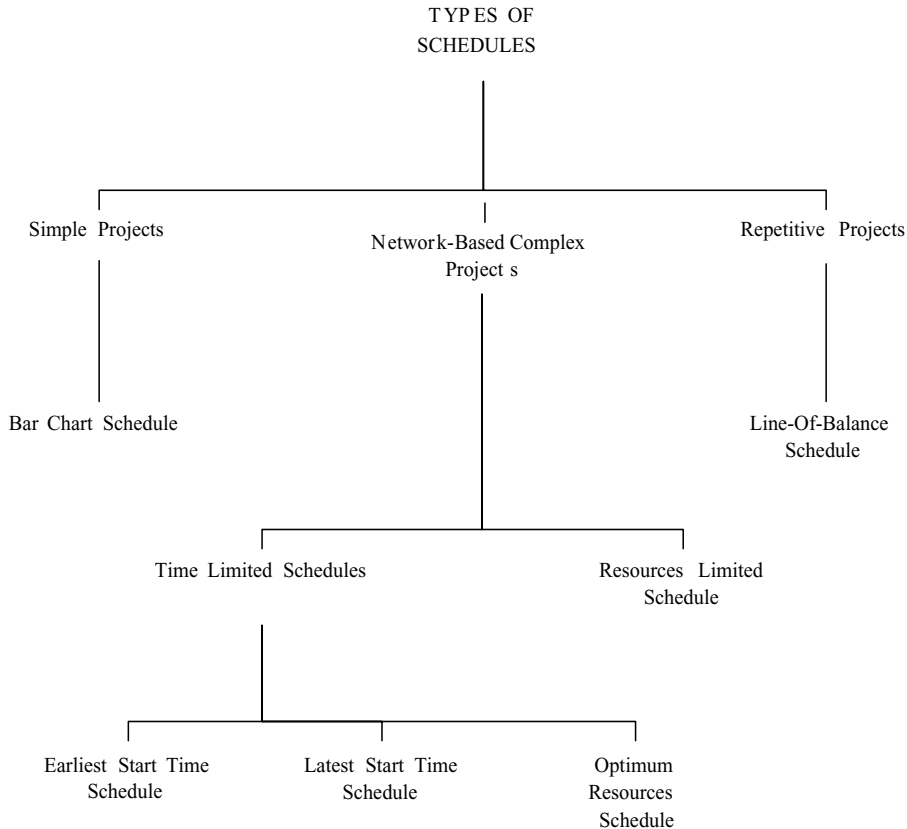 TYPES OF
SCHEDULES
Simple Projects
Network-Based Complex
Project s
Repetitive Projects
Bar Chart Schedule
Line-Of-Balance
Schedule
Time Limited Schedules
Resources Limited
Schedule
Earliest Start Time
Schedule
Latest Start Time
Schedule
Optimum
Resources
Schedule